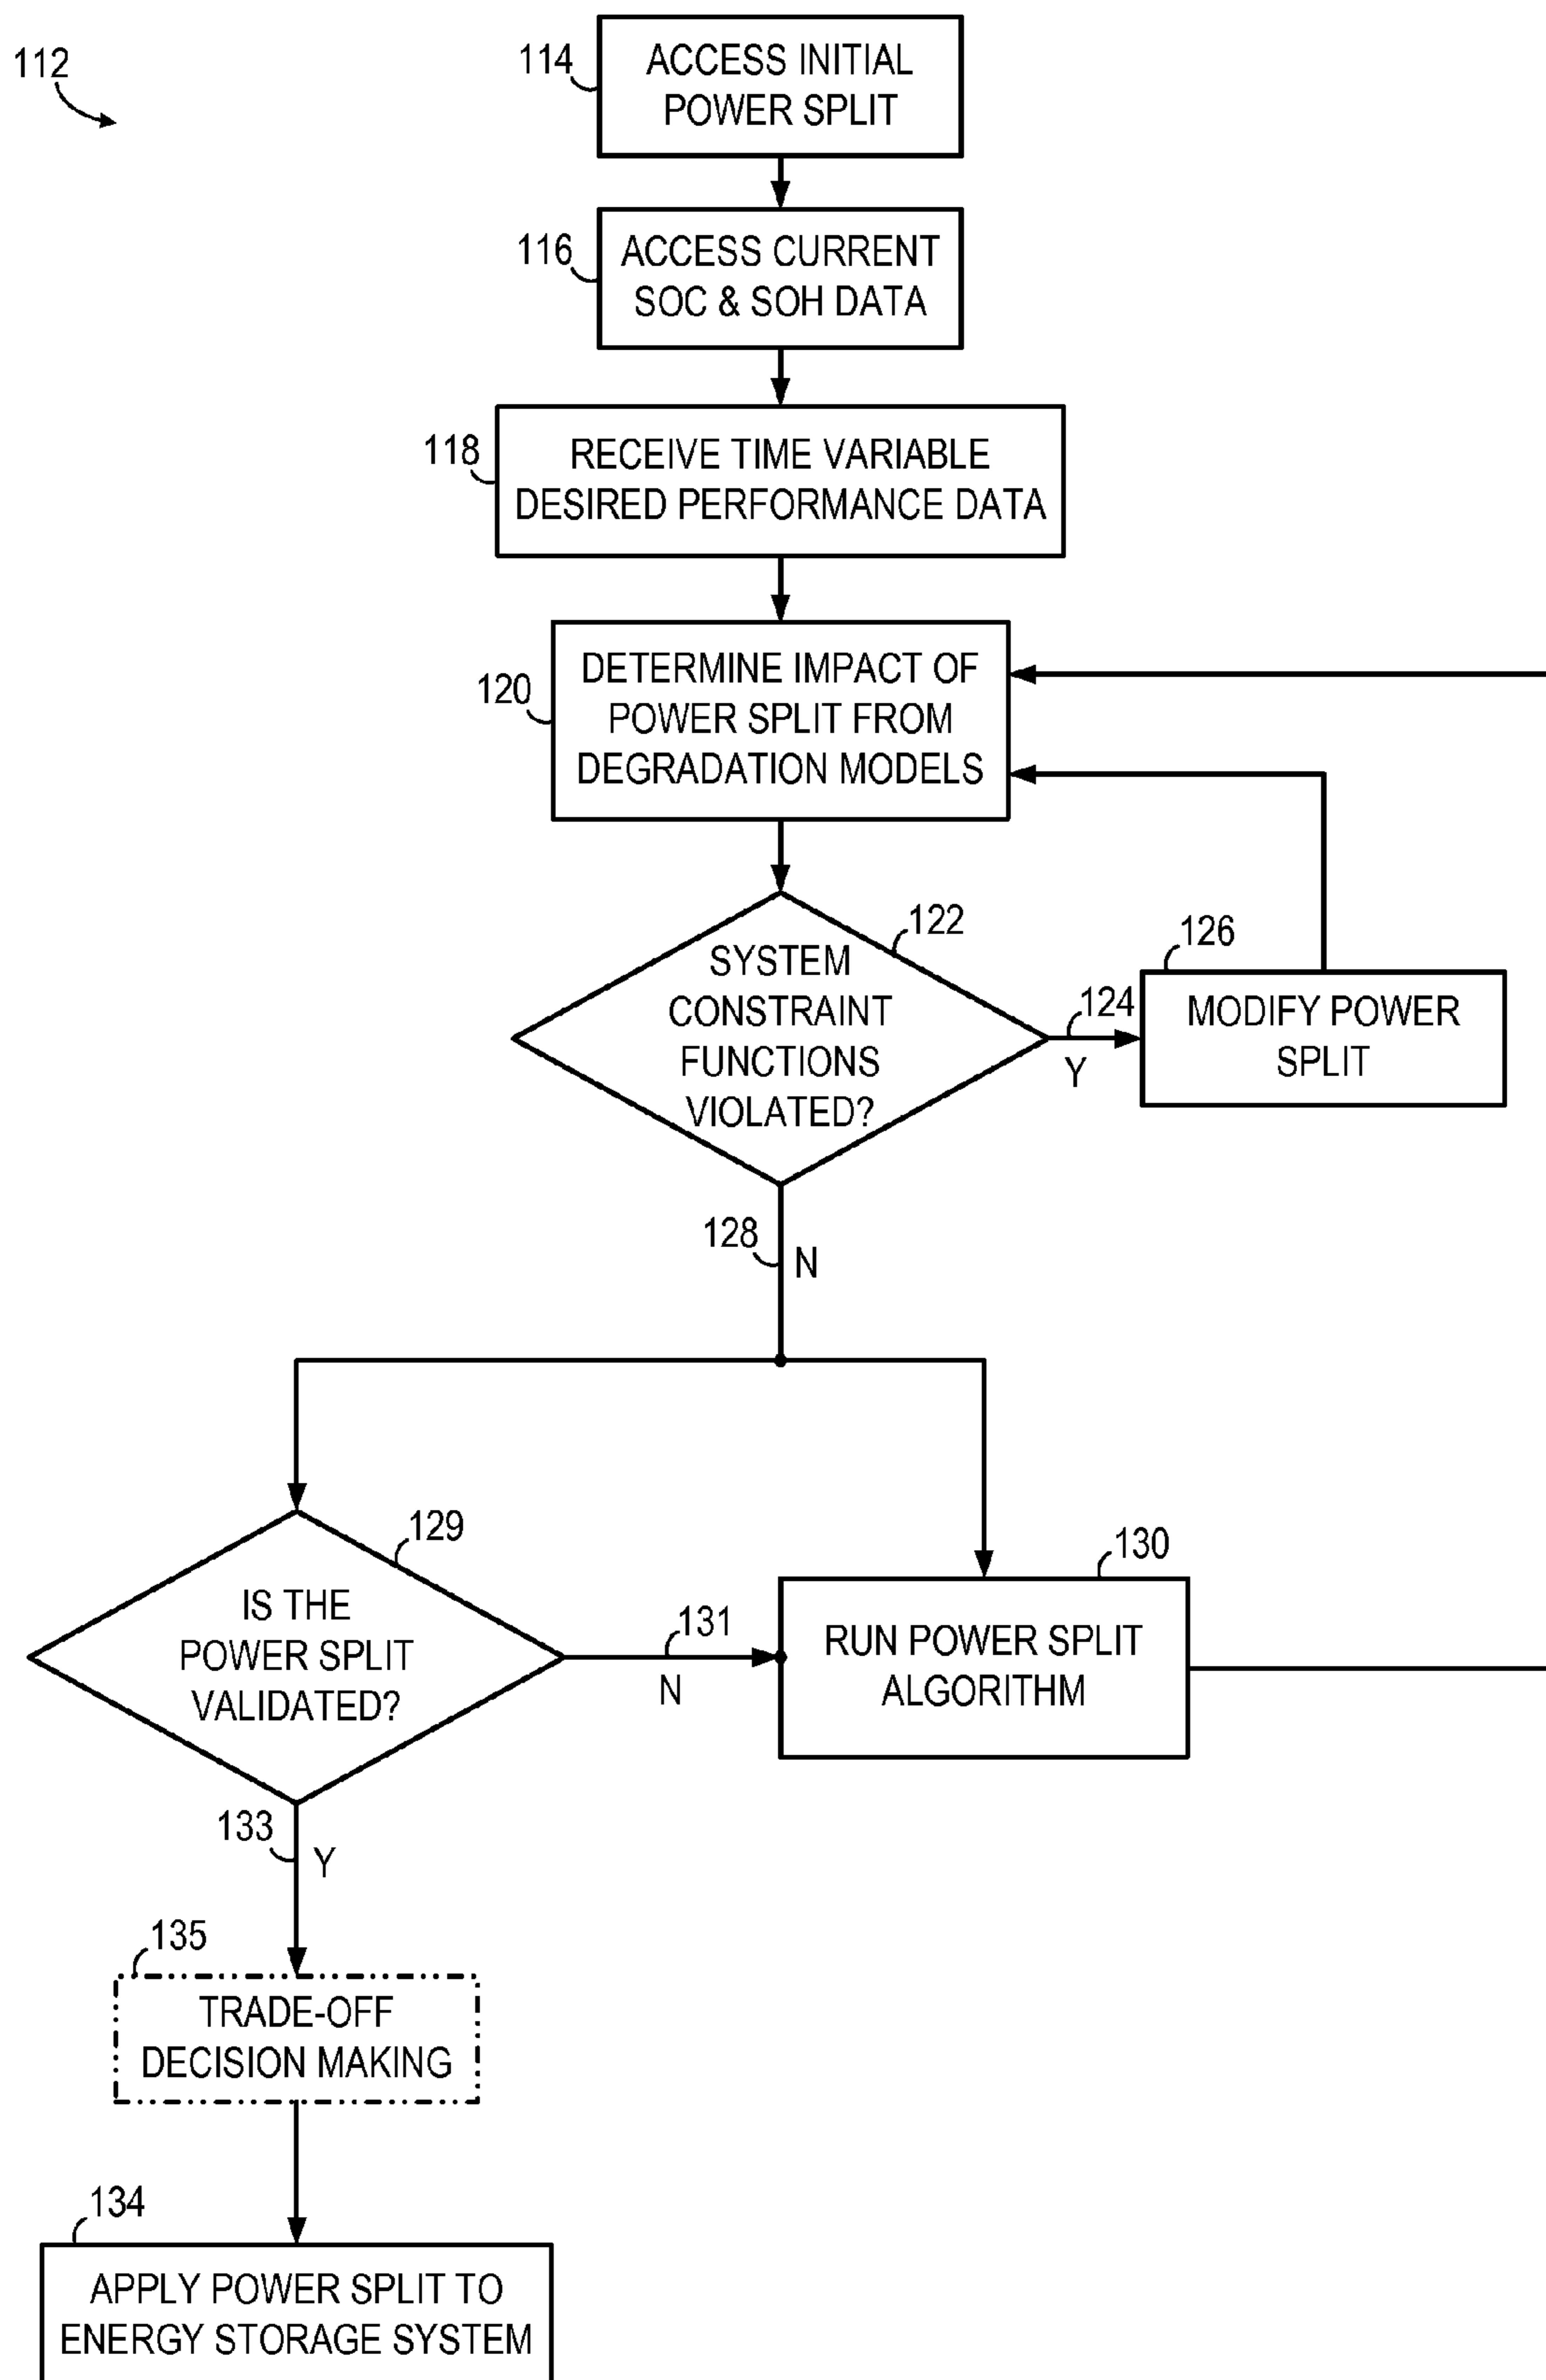 112
114
ACCESS INITIAL
POWER SPLIT
116
ACCESS CURRENT
SOC & SOH DATA
118
RECEIVE TIME VARIABLE
DESIRED PERFORMANCE DATA
120
DETERMINE IMPACT OF
POWER SPLIT FROM
DEGRADATION MODELS
122
SYSTEM
CONSTRAINT
FUNCTIONS
VIOLATED?
124
Y
126
MODIFY POWER
SPLIT
128
N
129
IS THE
POWER SPLIT
VALIDATED?
131
N
130
RUN POWER SPLIT
ALGORITHM
133
Y
135
TRADE-OFF
DECISION MAKING
134
APPLY POWER SPLIT TO
ENERGY STORAGE SYSTEM